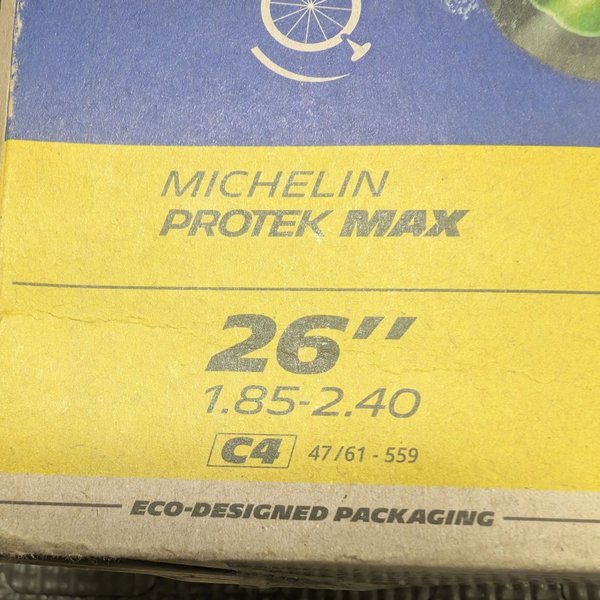 MICHELIN
PROTEK MAX
26"
1.85-2.40
C4 47/61 - 559
ECO-DESIGNED PACKAGING